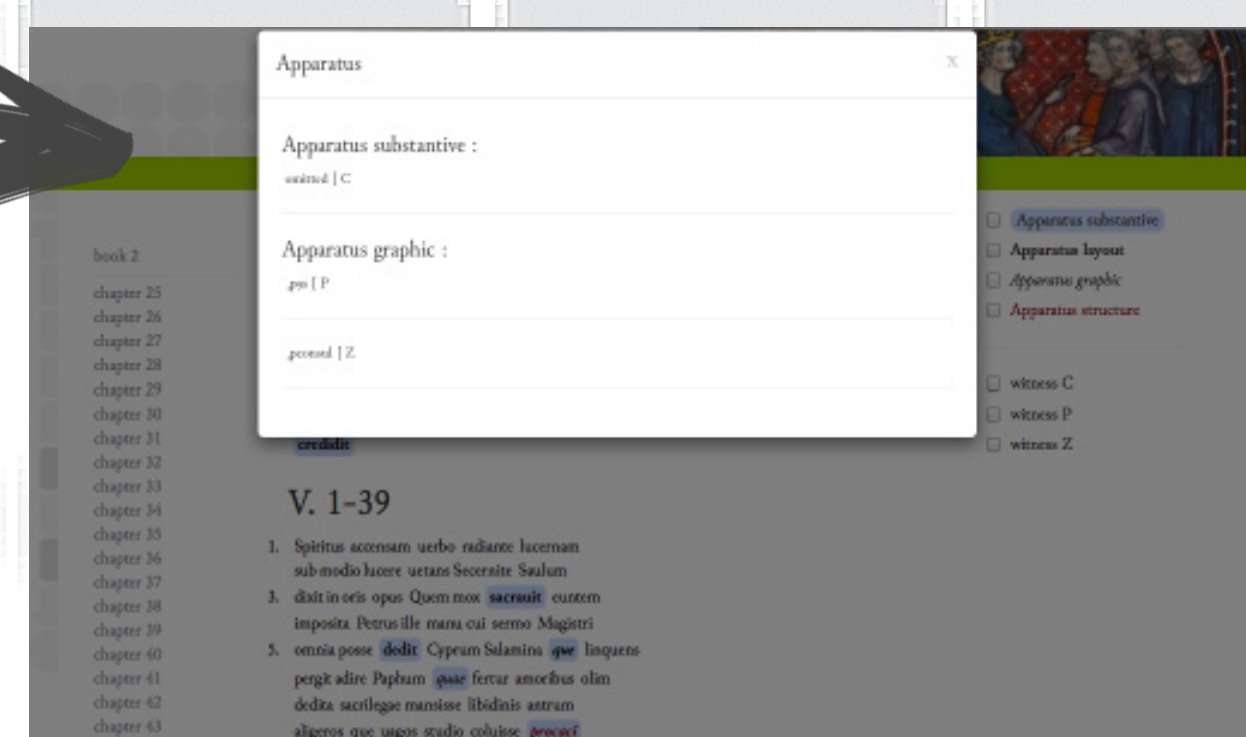 Apparatus
x
Apparatus substantive :
omitted | C
Apparatus graphic :
| P
.pconsul | Z
Apparatus substantive
Apparatus layout
Apparatus graphic
Apparatus structure
witness C
witness P
witness Z
book 2
chapter 25
chapter 26
chapter 27
chapter 28
chapter 29
chapter 30
chapter 31
chapter 32
chapter 33
chapter 34
chapter 35
chapter 36
chapter 37
chapter 38
chapter 39
chapter 40
chapter 41
chapter 42
chapter 43
credidit
V. 1-39
1. Spiritus accensam uerbo radiante lucernam
sub modio lucere uetans Secernite Saulum
3. dixit in oris opus Quem mox sacrauit euntem
imposita Petrus ille manu cui sermo Magistri
5. omnia posse dedit Cyprum Salamina que linquens
pergit adire Paphum quae fertur amoribus olim
dedita sacrilegae mansisse libidinis antrum
aligeros que uagos studio coluisse procaci